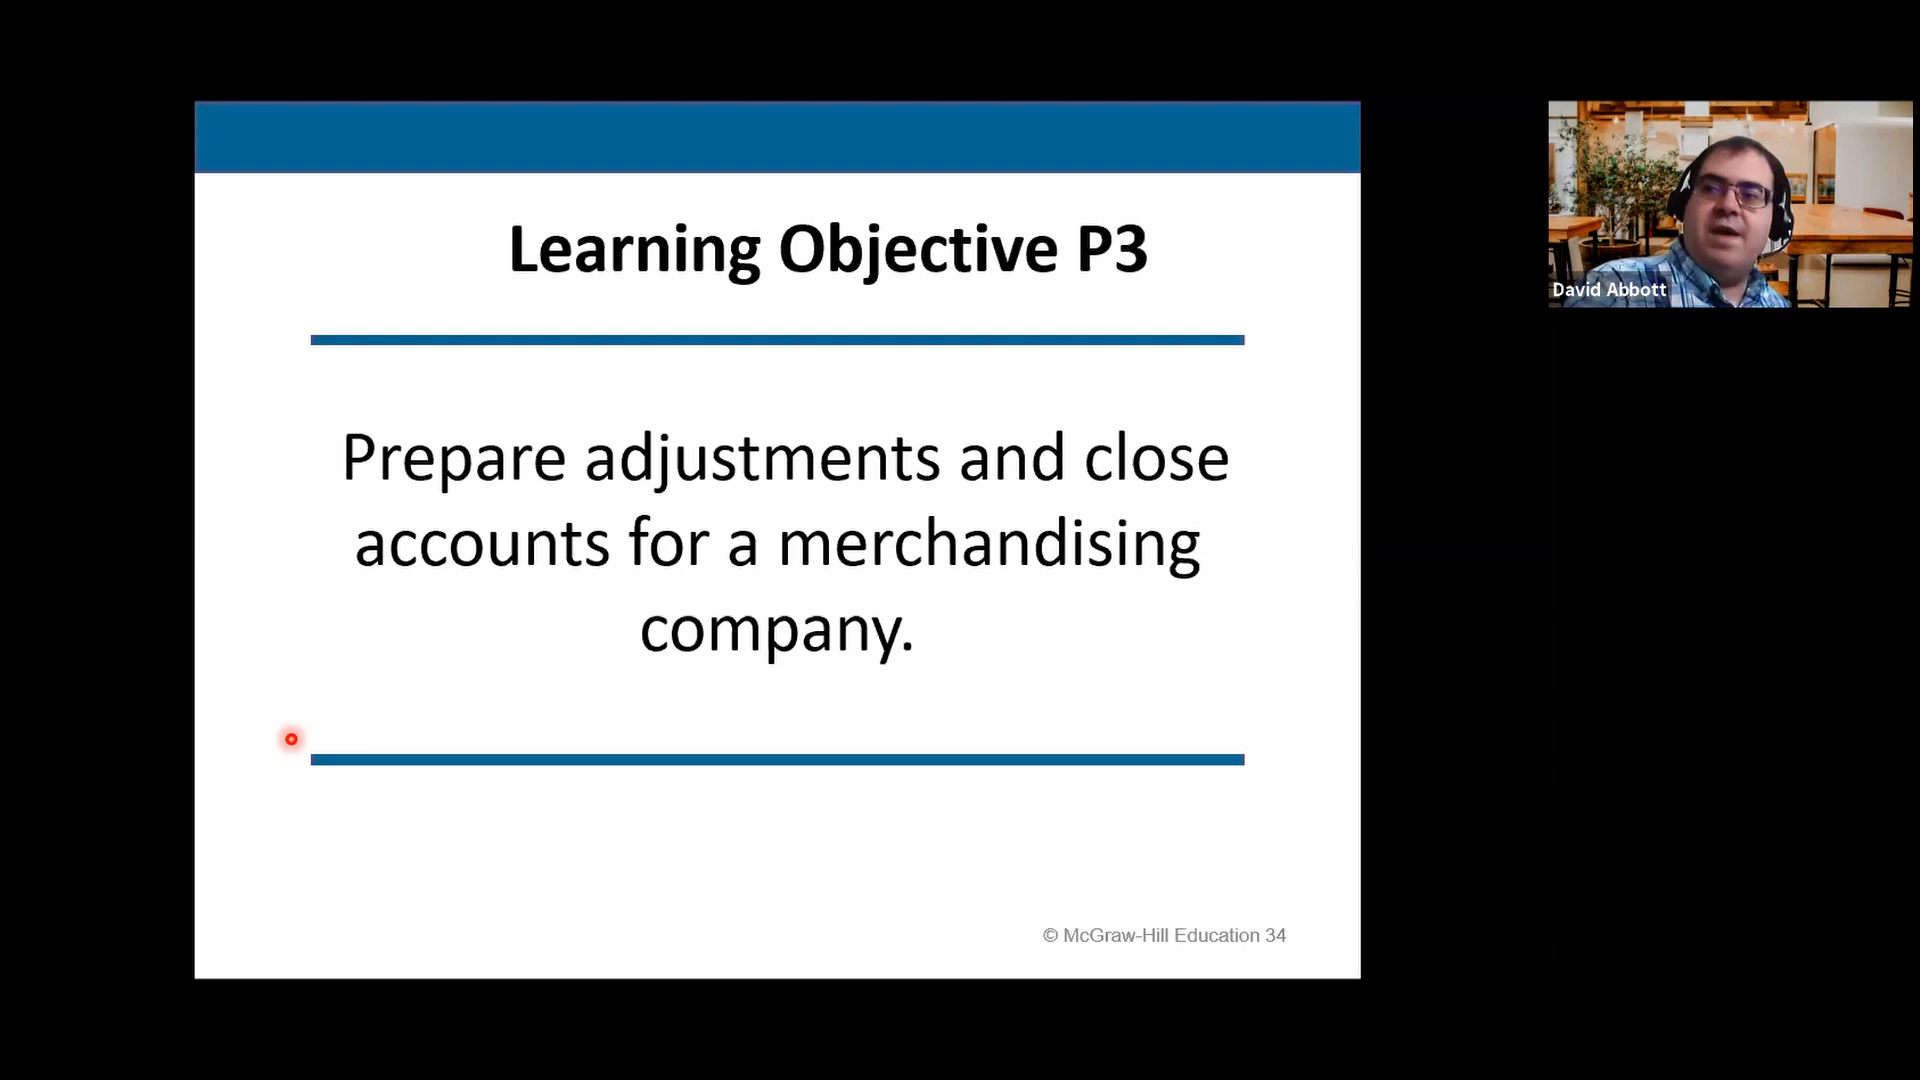 Learning Objective P3
Prepare adjustments and close
accounts for a merchandising
company.
© McGraw-Hill Education 34
David Abbott